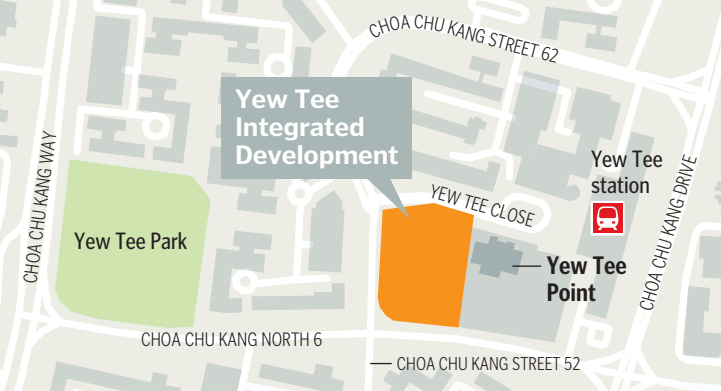 CHOA CHU KANG STREET 62
Yew Tee
Integrated
Development
CHOA CHU KANG WAY
Yew Tee
station
YEW TEE CLOSE
CHOA CHU KANG DRIVE
Yew Tee Park
Yew Tee
Point
CHOA CHU KANG NORTH 6
CHOA CHU KANG STREET 52